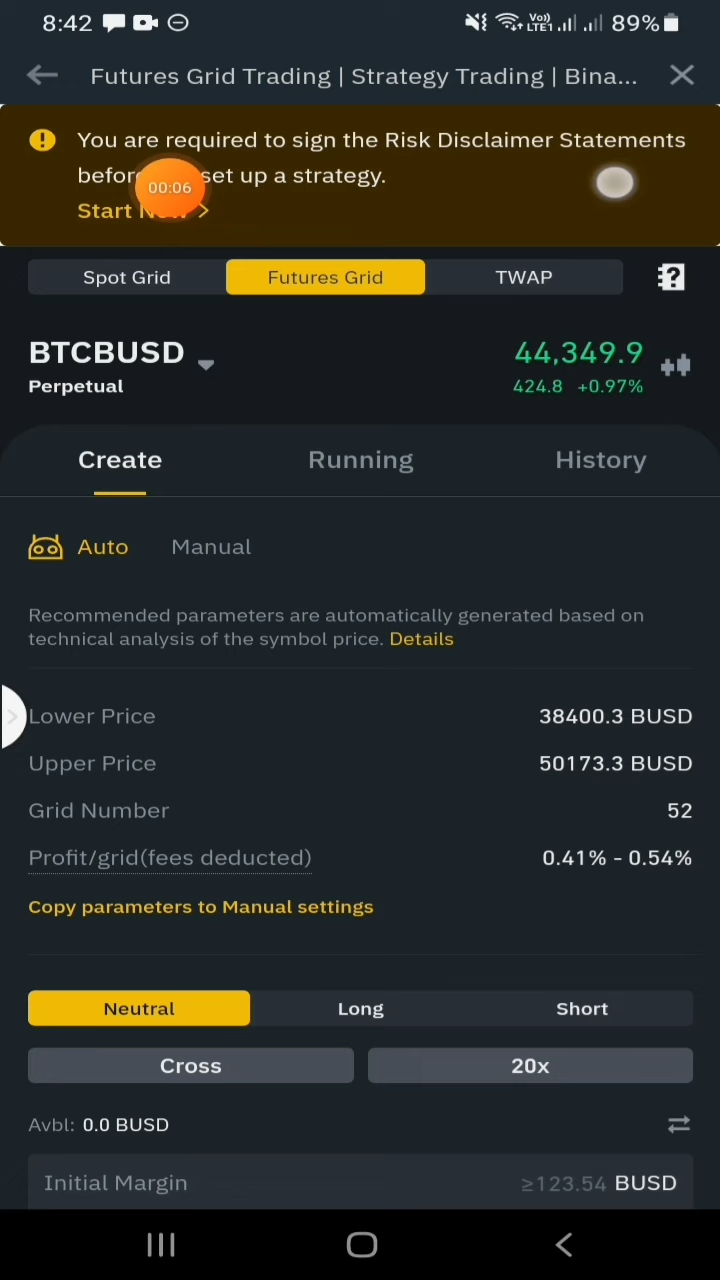 8:42
Vo))
LTE1
89%
Futures Grid Trading | Strategy Trading | Bina...
You are required to sign the Risk Disclaimer Statements
set up a strategy.
00:06
Start
Spot Grid Futures Grid TWAP
BTCBUSD
44,349.9
Perpetual
424.8 +0.97%
Create Running History
Auto Manual
Recommended parameters are automatically generated based on
technical analysis of the symbol price. Details
Lower Price 38400.3 BUSD
Upper Price 50173.3 BUSD
Grid Number 52
Profit/grid(fees deducted) 0.41% - 0.54%
Copy parameters to Manual settings
Neutral Long Short
Cross 20x
Avbl: 0.0 BUSD
Initial Margin ≥123.54 BUSD